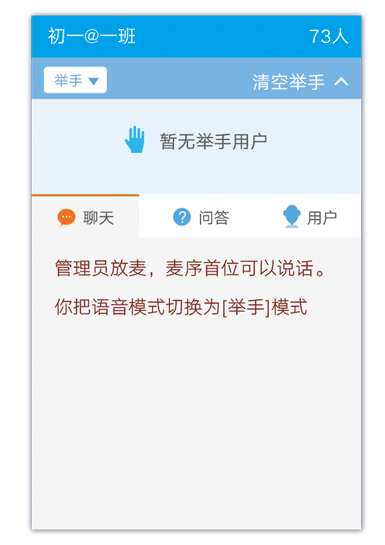 初一@一班 73人
举手 清空举手
暂无举手用户
聊天 问答 用户
管理员放麦，麦序首位可以说话。
你把语音模式切换为[举手]模式